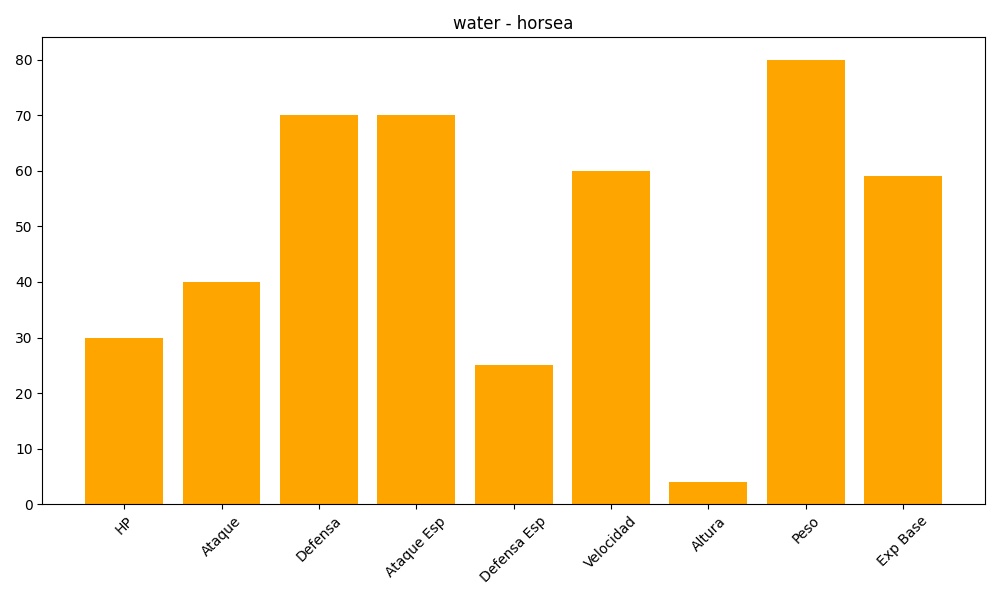 water - horsea
80
70
60
50
40
30
20
10
0
HP
Ataque
Defensa
Ataque Esp
Defensa Esp
Velocidad
Altura
Peso
Exp Base